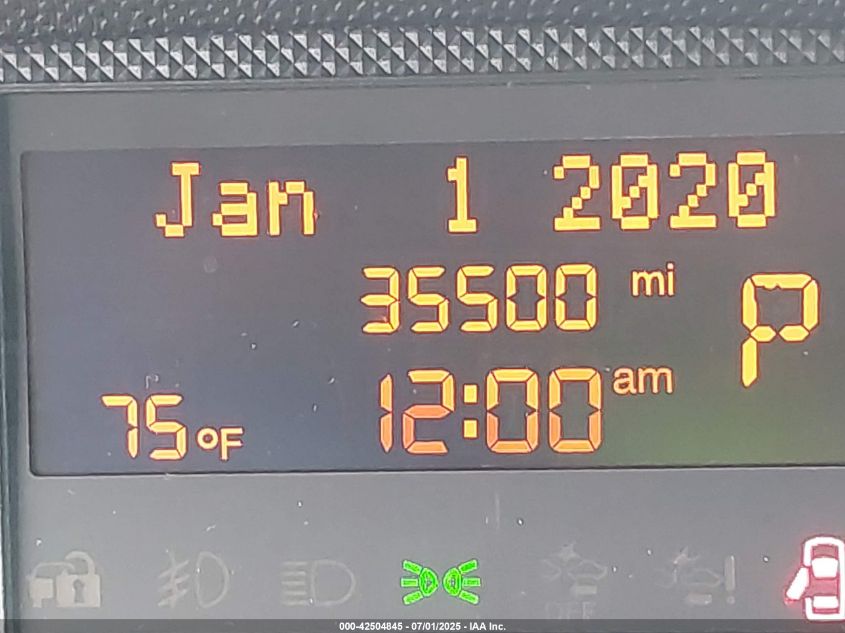 Jan 1 2020
35500 mi
P
12:00 am
75°F
OFF
000-42504845 - 07/01/2025 - IAA Inc.